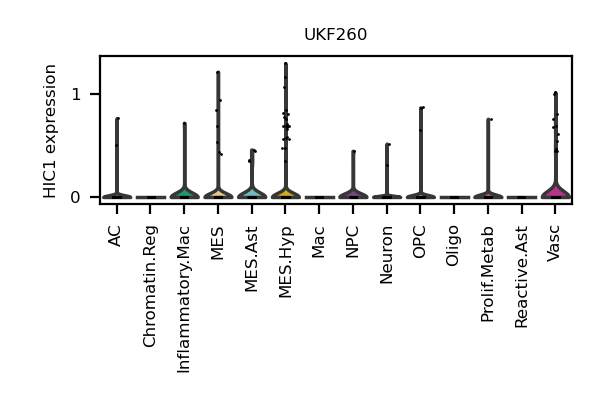 UKF260
HIC1 expression
1
0
AC
Chromatin.Reg
Inflammatory.Mac
MES
MES.Ast
MES.Hyp
Mac
NPC
Neuron
OPC
Oligo
Prolif.Metab
Reactive.Ast
Vasc